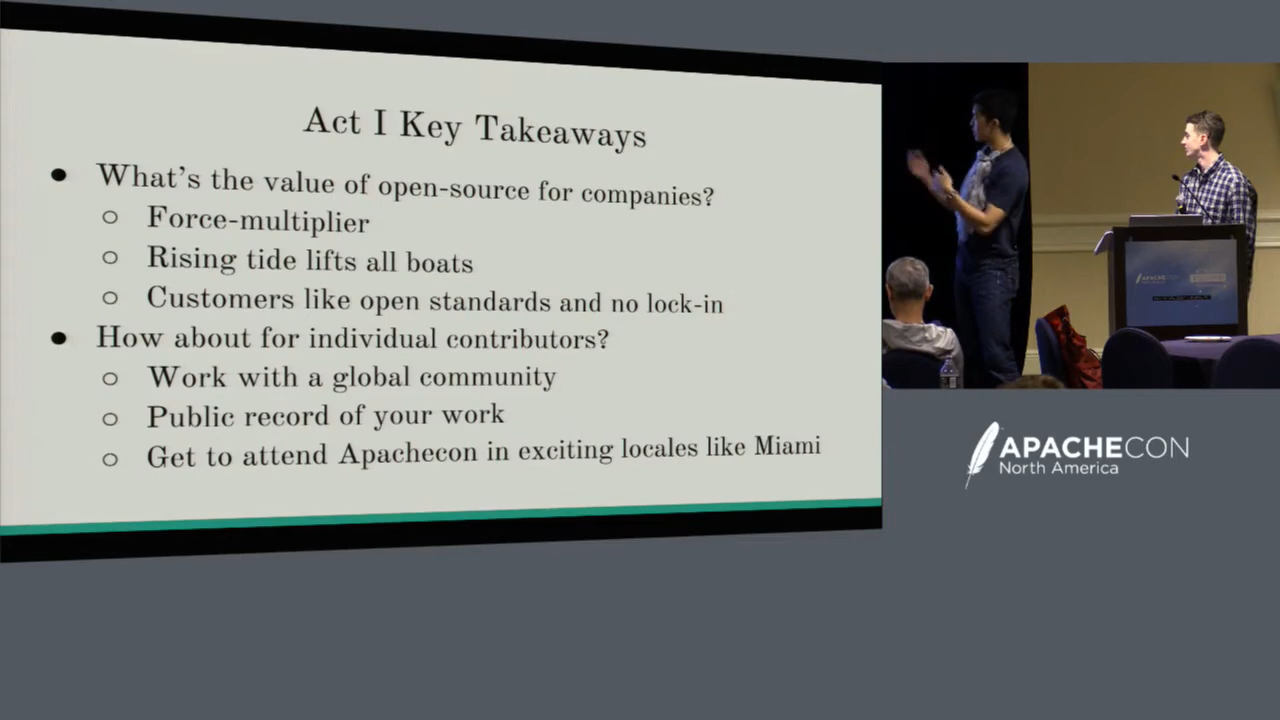 Act I Key Takeaways
● What's the value of open-source for companies?
○ Force-multiplier
○ Rising tide lifts all boats
○ Customers like open standards and no lock-in
● How about for individual contributors?
○ Work with a global community
○ Public record of your work
○ Get to attend Apachecon in exciting locales like Miami
APACHECON
North America
APACHECON